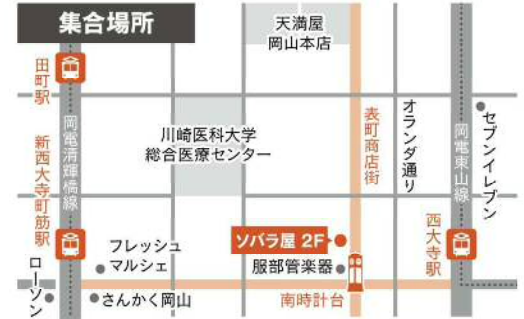 集合場所
天満屋
岡山本店
田町駅
岡電清輝橋線
新西大寺町筋駅
川崎医科大学
総合医療センター
表町商店街
オランダ通り
岡電東山線
セブンイレブン
西大寺駅
ソバラ屋 2F
フレッシュ
マルシェ
服部管楽器
ローソン
さんかく岡山
南時計台